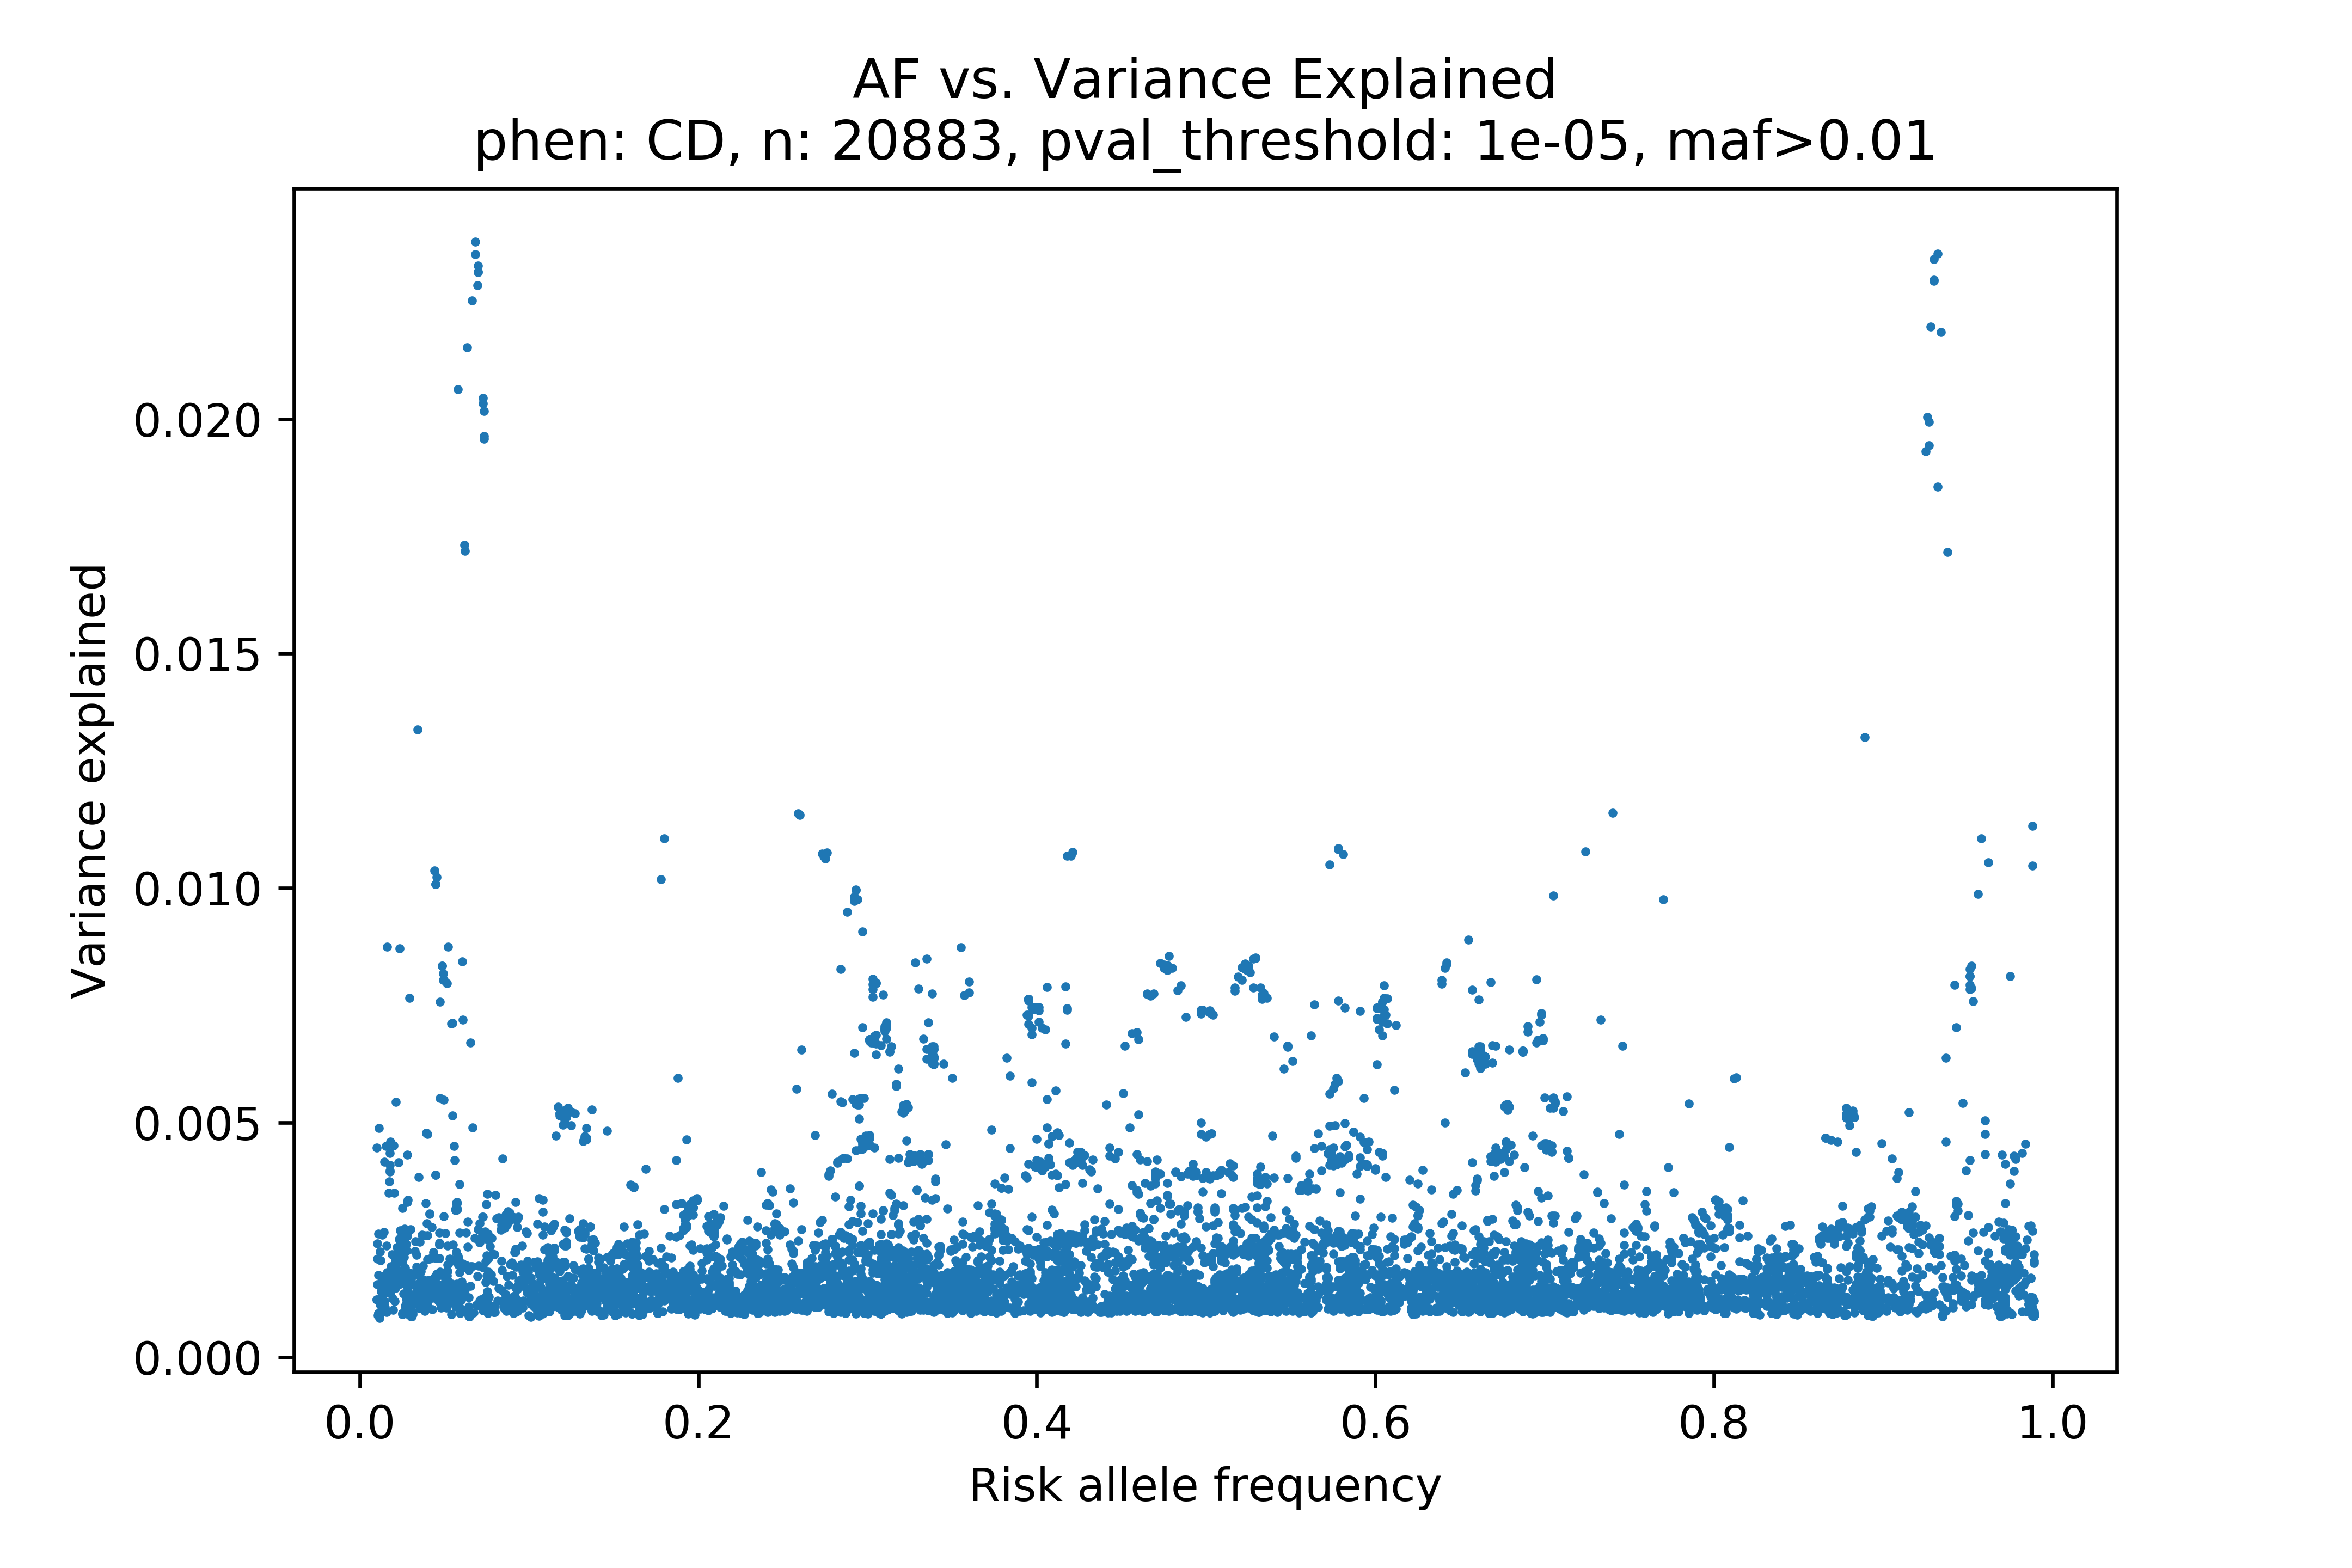 AF vs. Variance Explained
phen: CD, n: 20883, pval_threshold: 1e-05, maf>0.01
Variance explained
0.020
0.015
0.010
0.005
0.000
0.0 0.2 0.4 0.6 0.8 1.0
Risk allele frequency